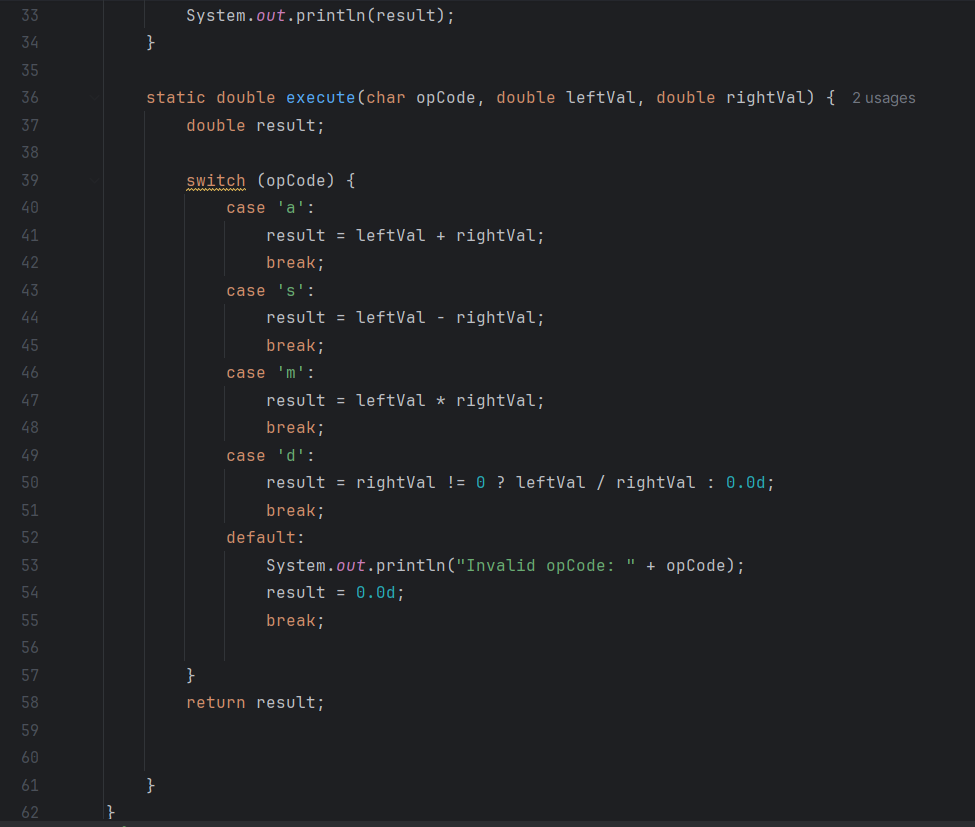 33 System.out.println(result);
34 }
35
36 static double execute(char opCode, double leftVal, double rightVal) { 2 usages
37 double result;
38
39 switch (opCode) {
40 case 'a':
41 result = leftVal + rightVal;
42 break;
43 case 's':
44 result = leftVal - rightVal;
45 break;
46 case 'm':
47 result = leftVal * rightVal;
48 break;
49 case 'd':
50 result = rightVal != 0 ? leftVal / rightVal : 0.0d;
51 break;
52 default:
53 System.out.println("Invalid opCode: " + opCode);
54 result = 0.0d;
55 break;
56
57 }
58 return result;
59
60
61 }
62 }